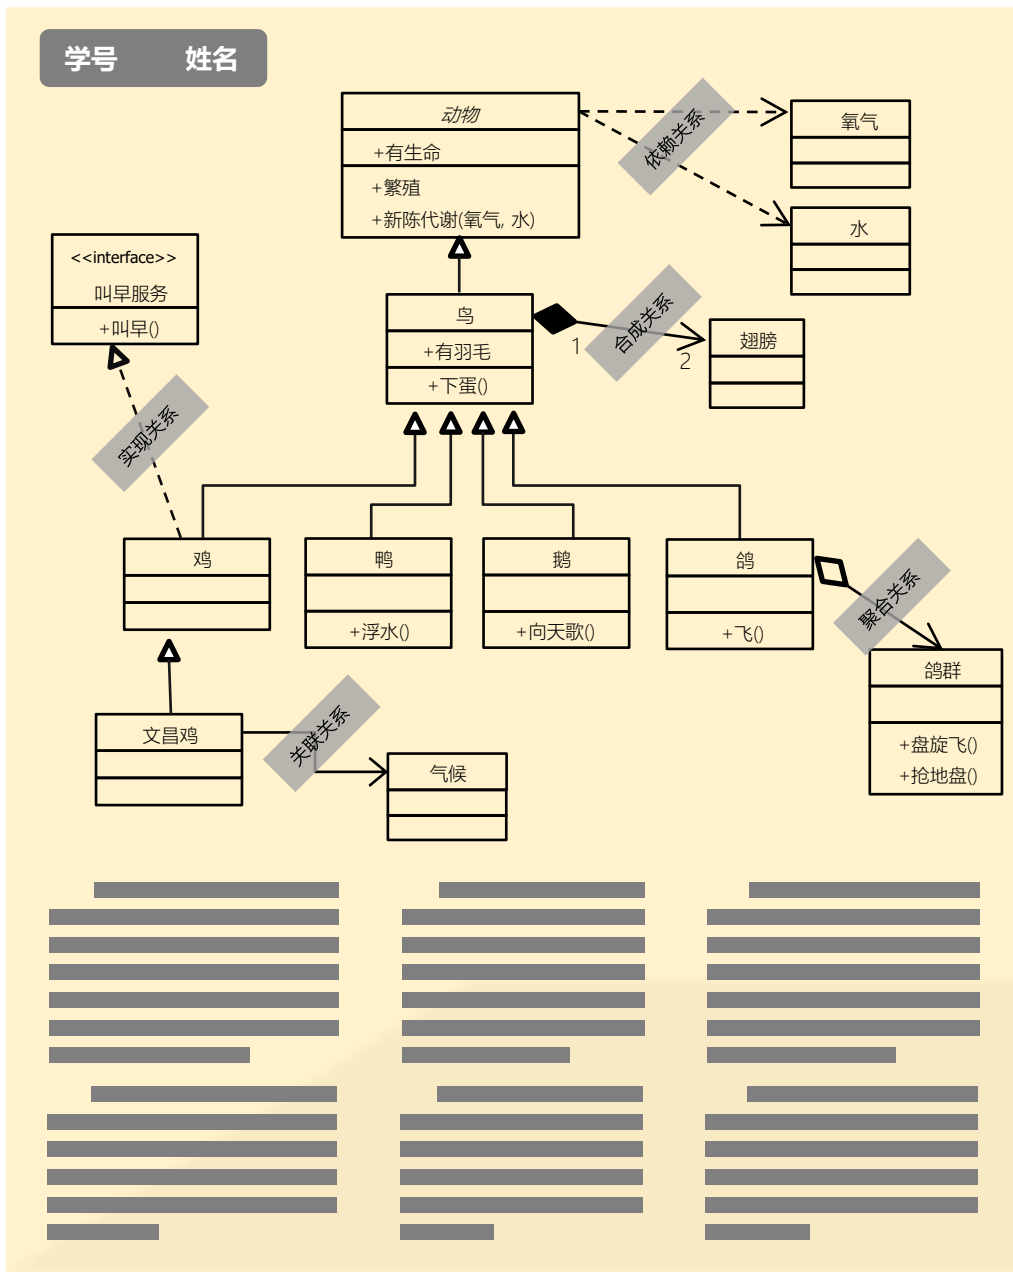 学号 姓名
动物
+有生命
+繁殖
+新陈代谢(氧气, 水)
依赖关系
氧气
水
<<interface>>
叫早服务
+叫早()
鸟
+有羽毛
+下蛋()
1
合成关系
2
翅膀
实现关系
鸡
鸭
+浮水()
鹅
+向天歌()
鸽
+飞()
聚合关系
鸽群
+盘旋飞()
+抢地盘()
文昌鸡
关联关系
气候